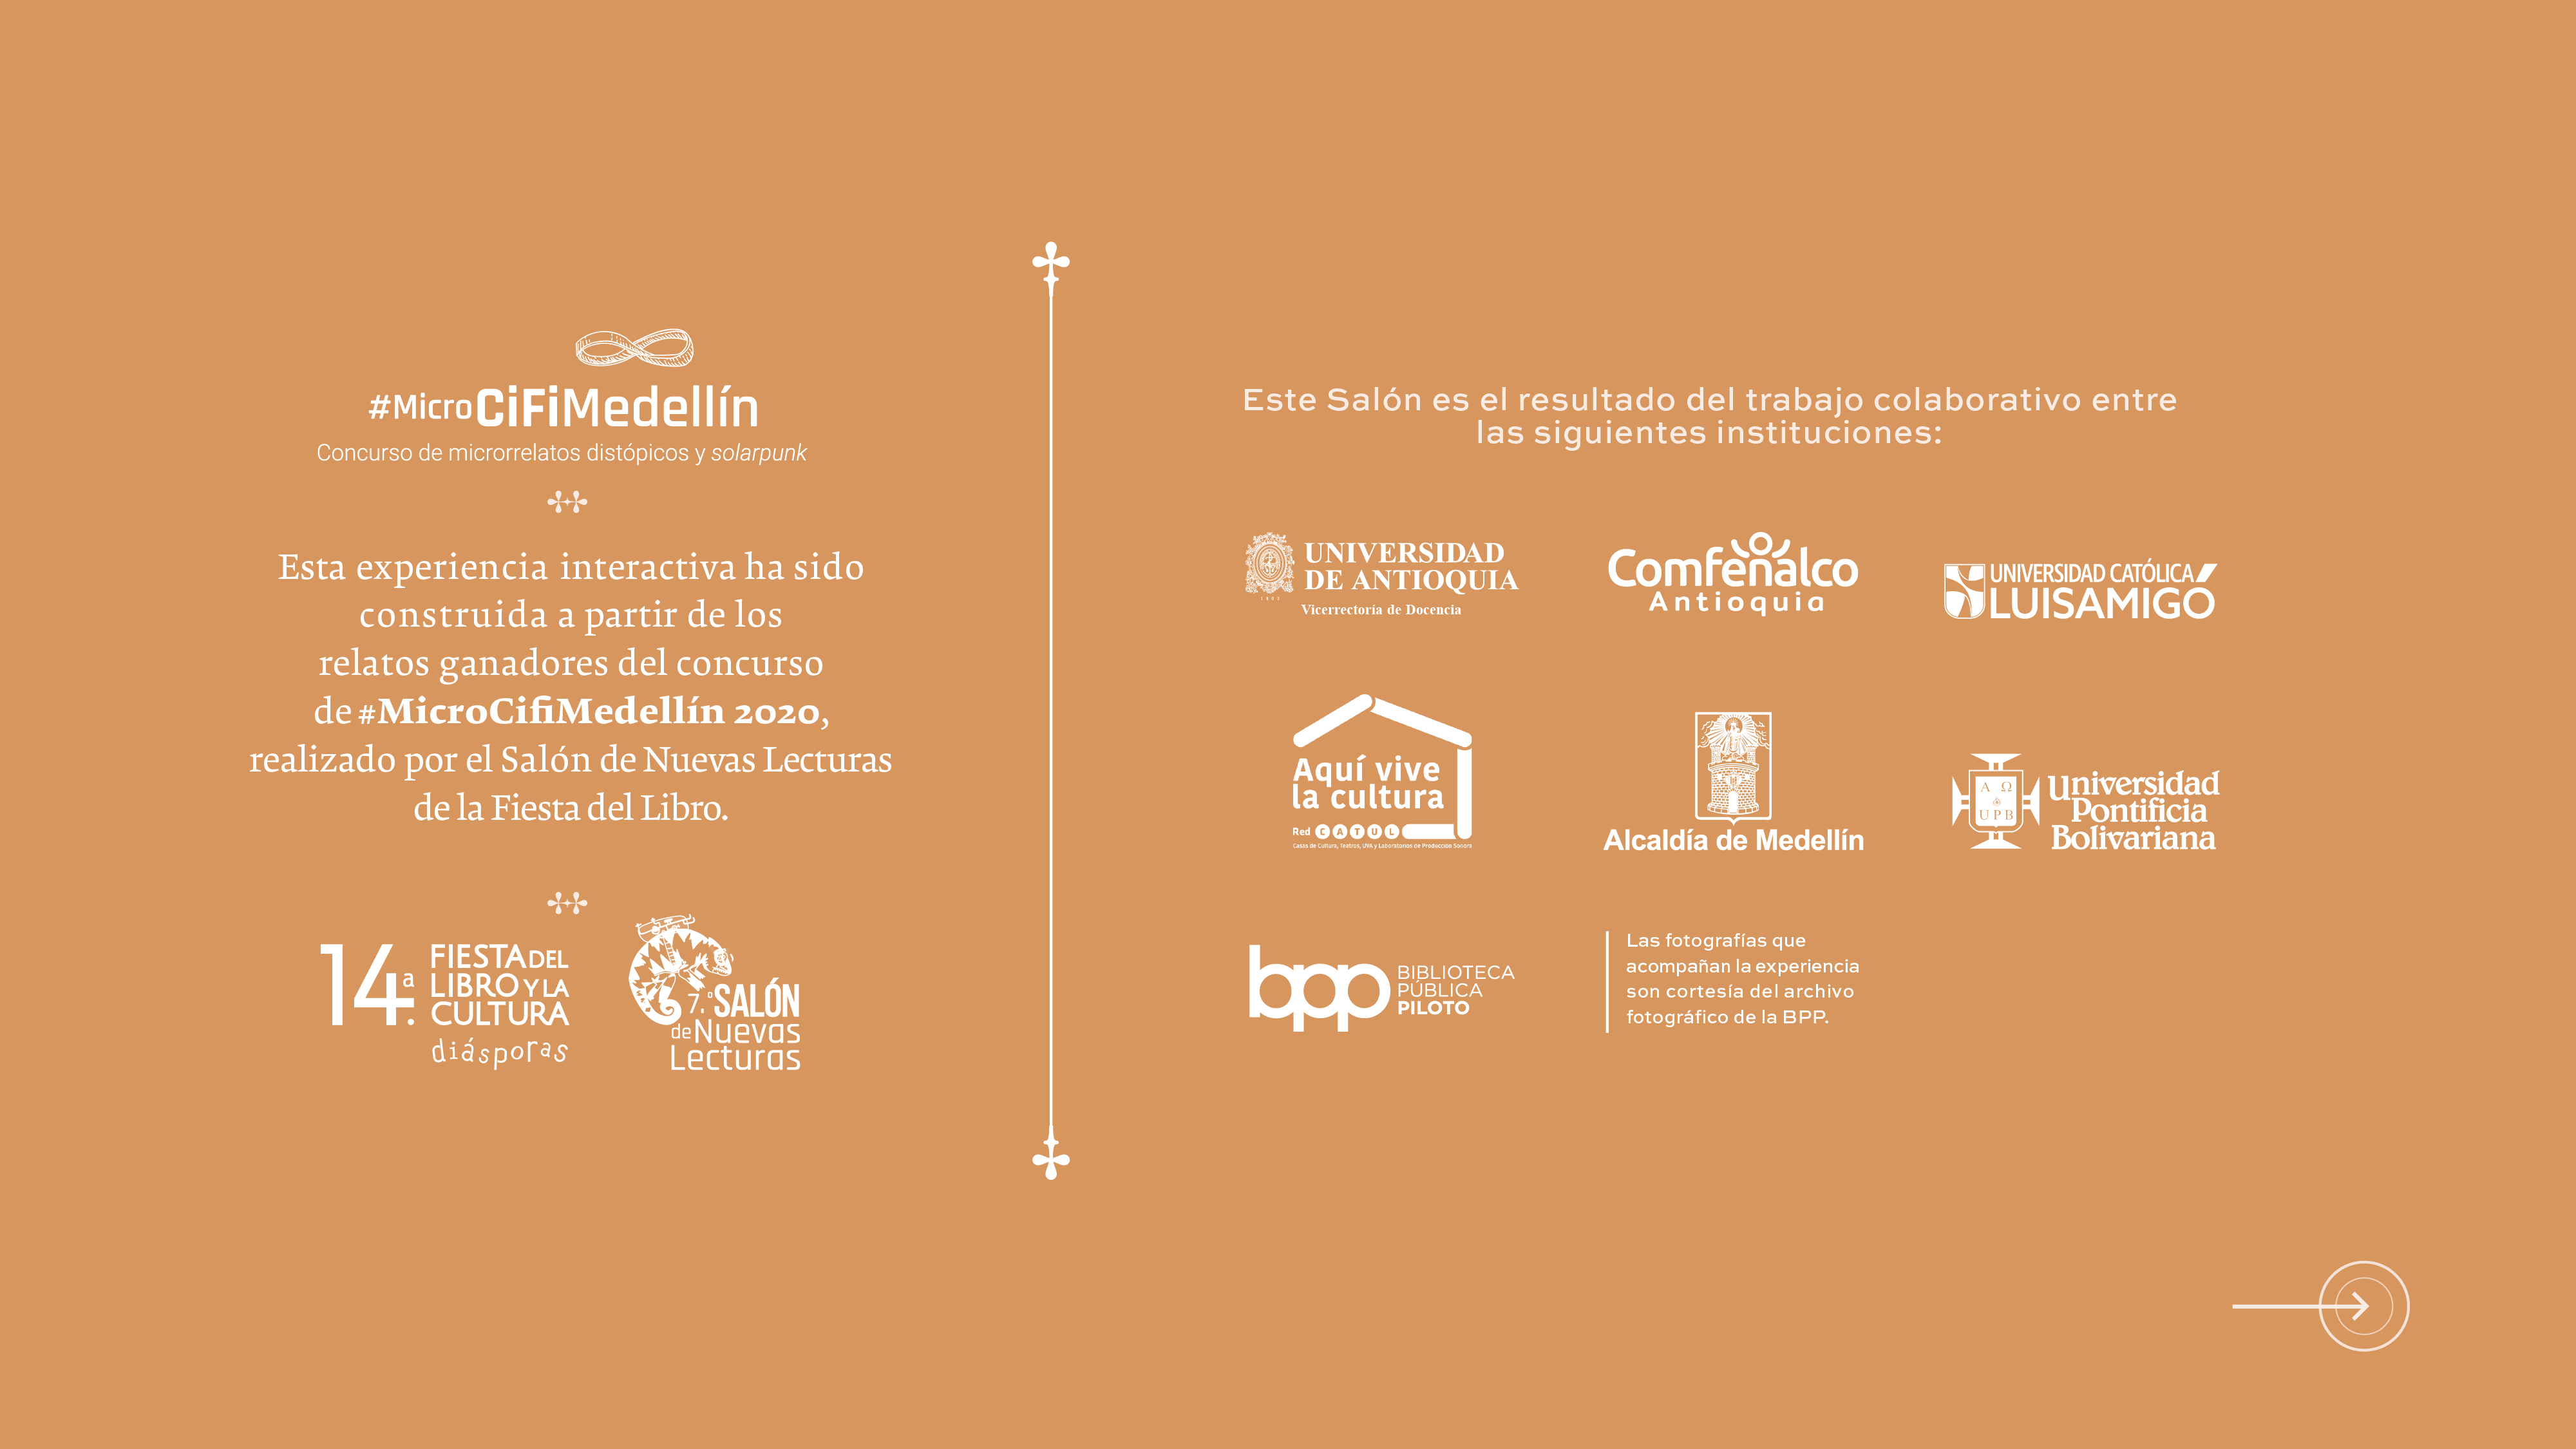 #MicroCiFiMedellín
Concurso de microrrelatos distópicos y solarpunk
Esta experiencia interactiva ha sido
construida a partir de los
relatos ganadores del concurso
de #MicroCifiMedellín 2020,
realizado por el Salón de Nuevas Lecturas
de la Fiesta del Libro.
14.ª
FIESTA DEL
LIBRO Y LA
CULTURA
diásporas
7.º SALÓN
de Nuevas
Lecturas
Este Salón es el resultado del trabajo colaborativo entre
las siguientes instituciones:
UNIVERSIDAD
DE ANTIOQUIA
1803
Vicerrectoría de Docencia
Comfenalco
Antioquia
UNIVERSIDAD CATÓLICA
LUIS AMIGÓ
Aquí vive
la cultura
Red CATUL
Casas de Cultura, Teatros, UVA y Laboratorios de Producción Sonora
Alcaldía de Medellín
A Ω
UPB
Universidad
Pontificia
Bolivariana
bpp
BIBLIOTECA
PÚBLICA
PILOTO
Las fotografías que
acompañan la experiencia
son cortesía del archivo
fotográfico de la BPP.